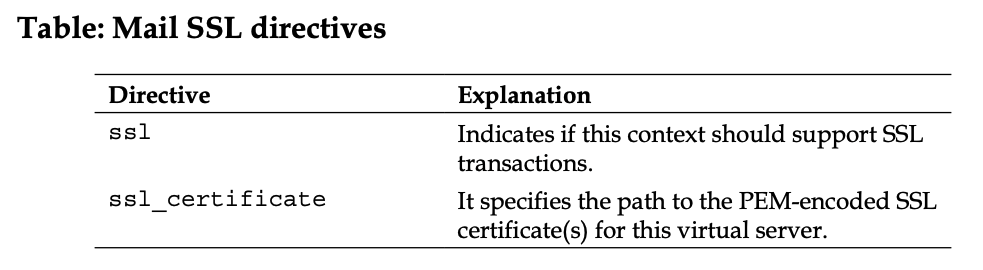 Table: Mail SSL directives
Directive Explanation
ssl Indicates if this context should support SSL
transactions.
ssl_certificate It specifies the path to the PEM-encoded SSL
certificate(s) for this virtual server.